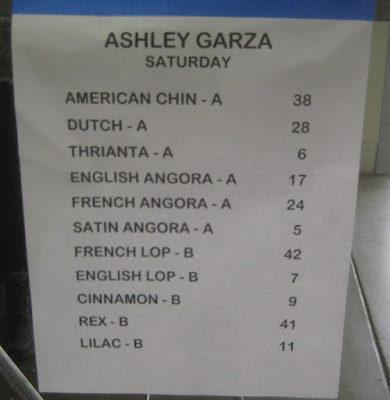 ASHLEY GARZA
SATURDAY
AMERICAN CHIN - A 38
DUTCH - A 28
THRIANTA - A 6
ENGLISH ANGORA - A 17
FRENCH ANGORA - A 24
SATIN ANGORA - A 5
FRENCH LOP - B 42
ENGLISH LOP - B 7
CINNAMON - B 9
REX - B 41
LILAC - B 11